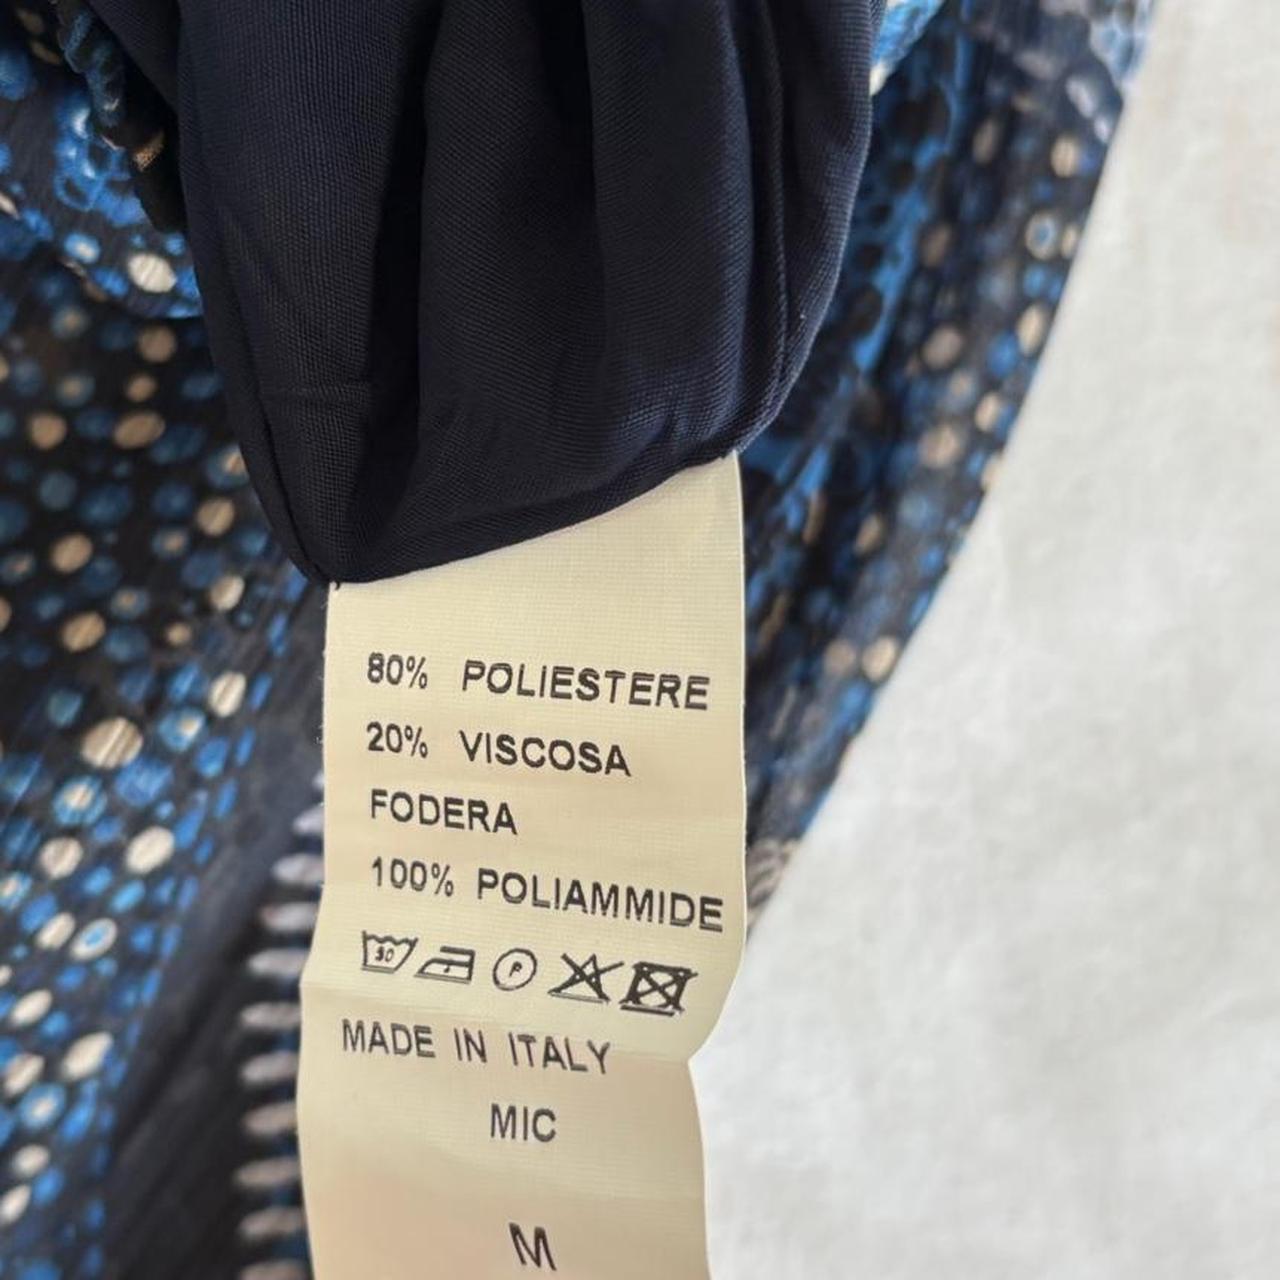 80% POLIESTERE
20% VISCOSA
FODERA
100% POLIAMMIDE
30 P
MADE IN ITALY
MIC
M